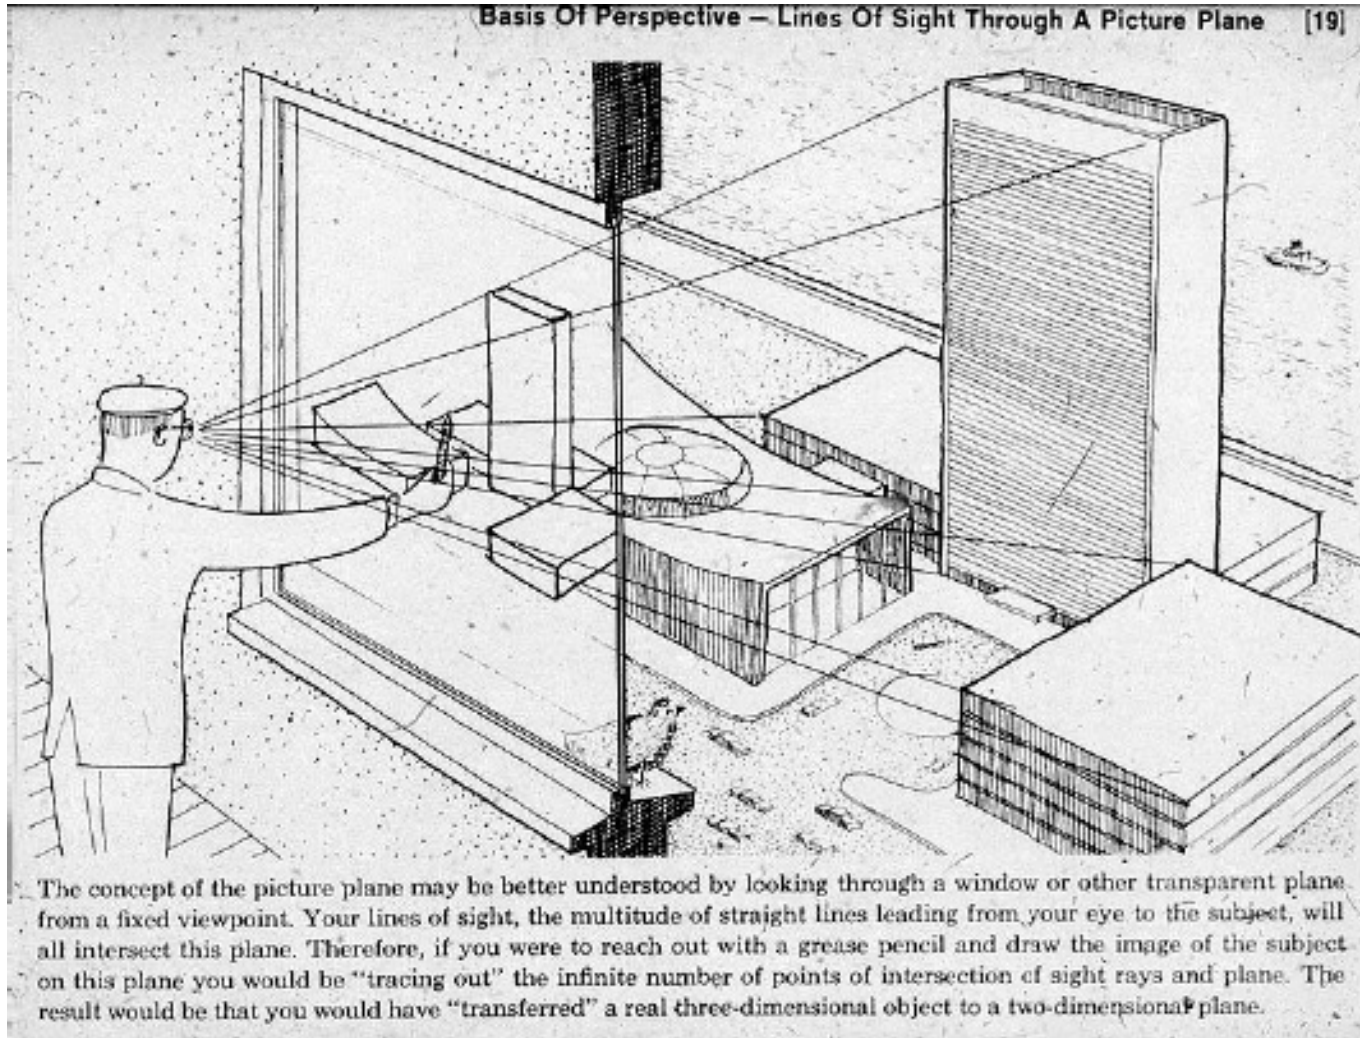 Basis Of Perspective – Lines Of Sight Through A Picture Plane [19]
The concept of the picture plane may be better understood by looking through a window or other transparent plane
from a fixed viewpoint. Your lines of sight, the multitude of straight lines leading from your eye to the subject, will
all intersect this plane. Therefore, if you were to reach out with a grease pencil and draw the image of the subject
on this plane you would be “tracing out” the infinite number of points of intersection of sight rays and plane. The
result would be that you would have “transferred” a real three-dimensional object to a two-dimensional plane.